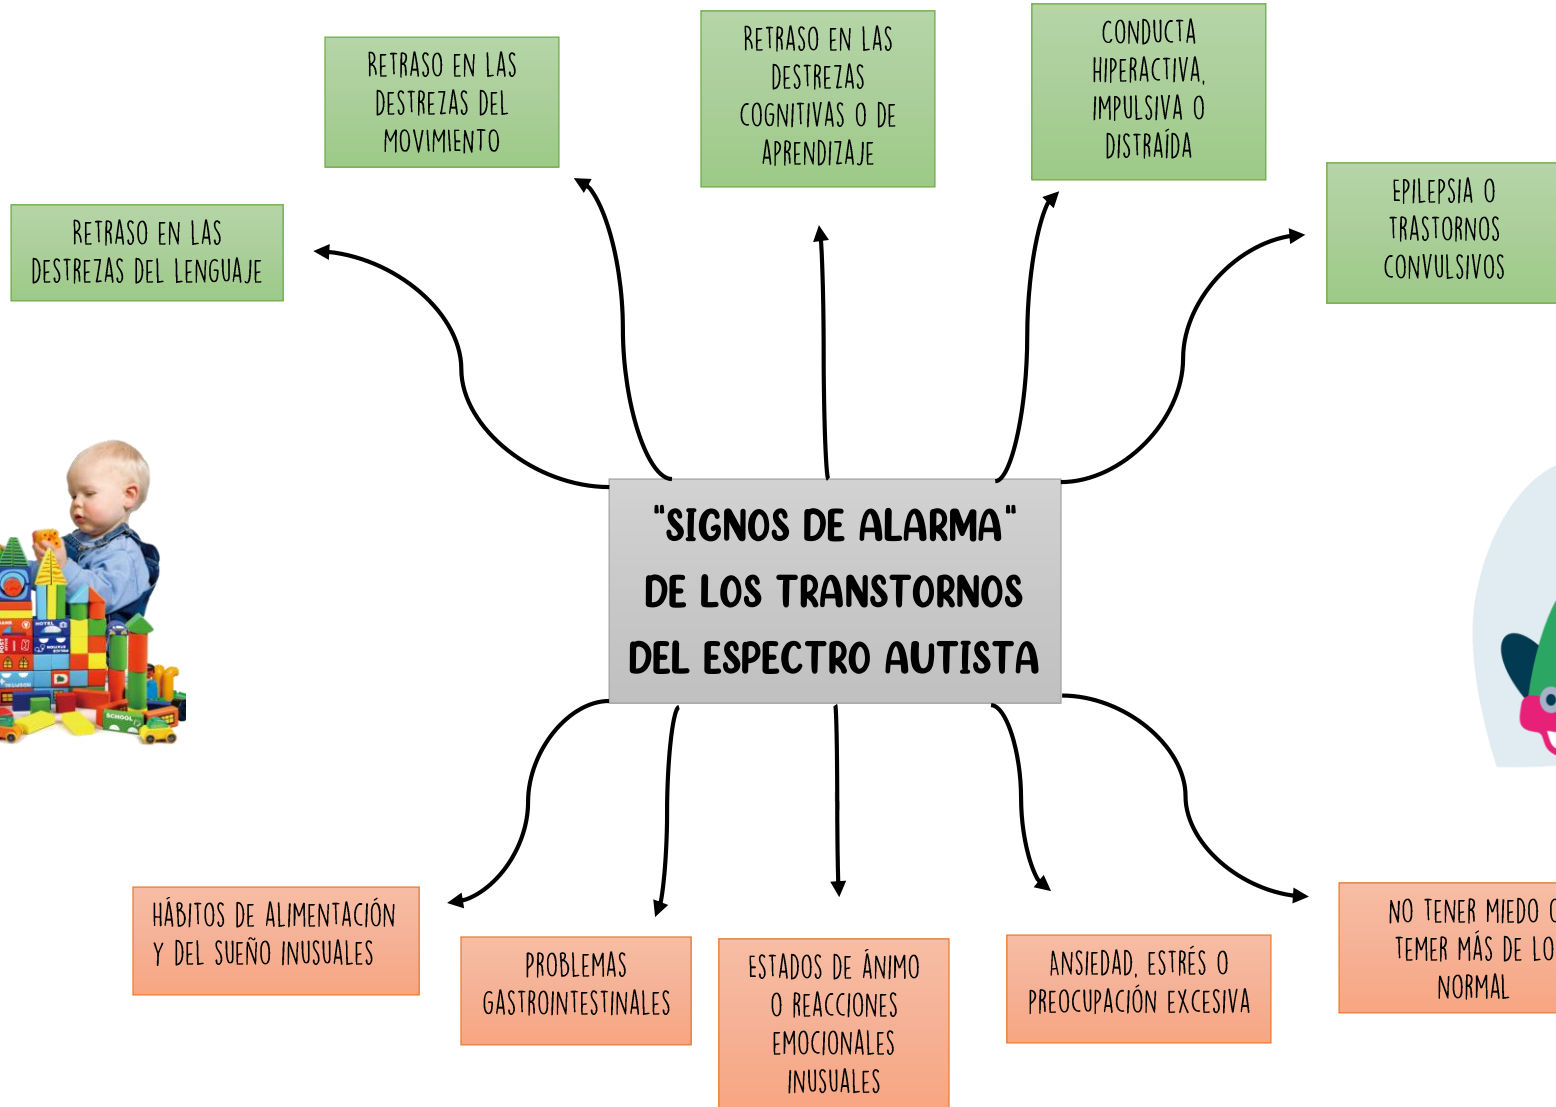 RETRASO EN LAS
DESTREZAS DEL LENGUAJE
RETRASO EN LAS
DESTREZAS DEL
MOVIMIENTO
RETRASO EN LAS
DESTREZAS
COGNITIVAS O DE
APRENDIZAJE
CONDUCTA
HIPERACTIVA,
IMPULSIVA O
DISTRAÍDA
EPILEPSIA O
TRASTORNOS
CONVULSIVOS
"SIGNOS DE ALARMA"
DE LOS TRANSTORNOS
DEL ESPECTRO AUTISTA
HOTEL
SCHOOL
HÁBITOS DE ALIMENTACIÓN
Y DEL SUEÑO INUSUALES
PROBLEMAS
GASTROINTESTINALES
ESTADOS DE ÁNIMO
O REACCIONES
EMOCIONALES
INUSUALES
ANSIEDAD, ESTRÉS O
PREOCUPACIÓN EXCESIVA
NO TENER MIEDO O
TEMER MÁS DE LO
NORMAL